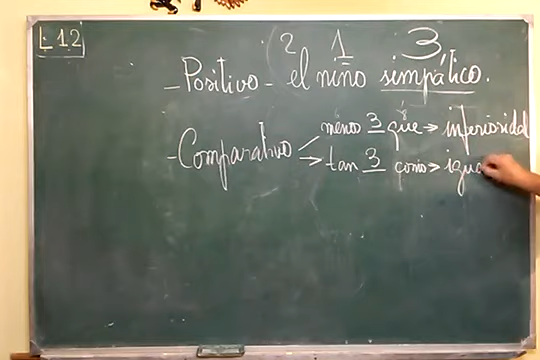 L 12
2 1 3
- Positivo - el niño simpático.
menos 3 que → inferioridad
- Comparativo
→ tan 3 como → igua